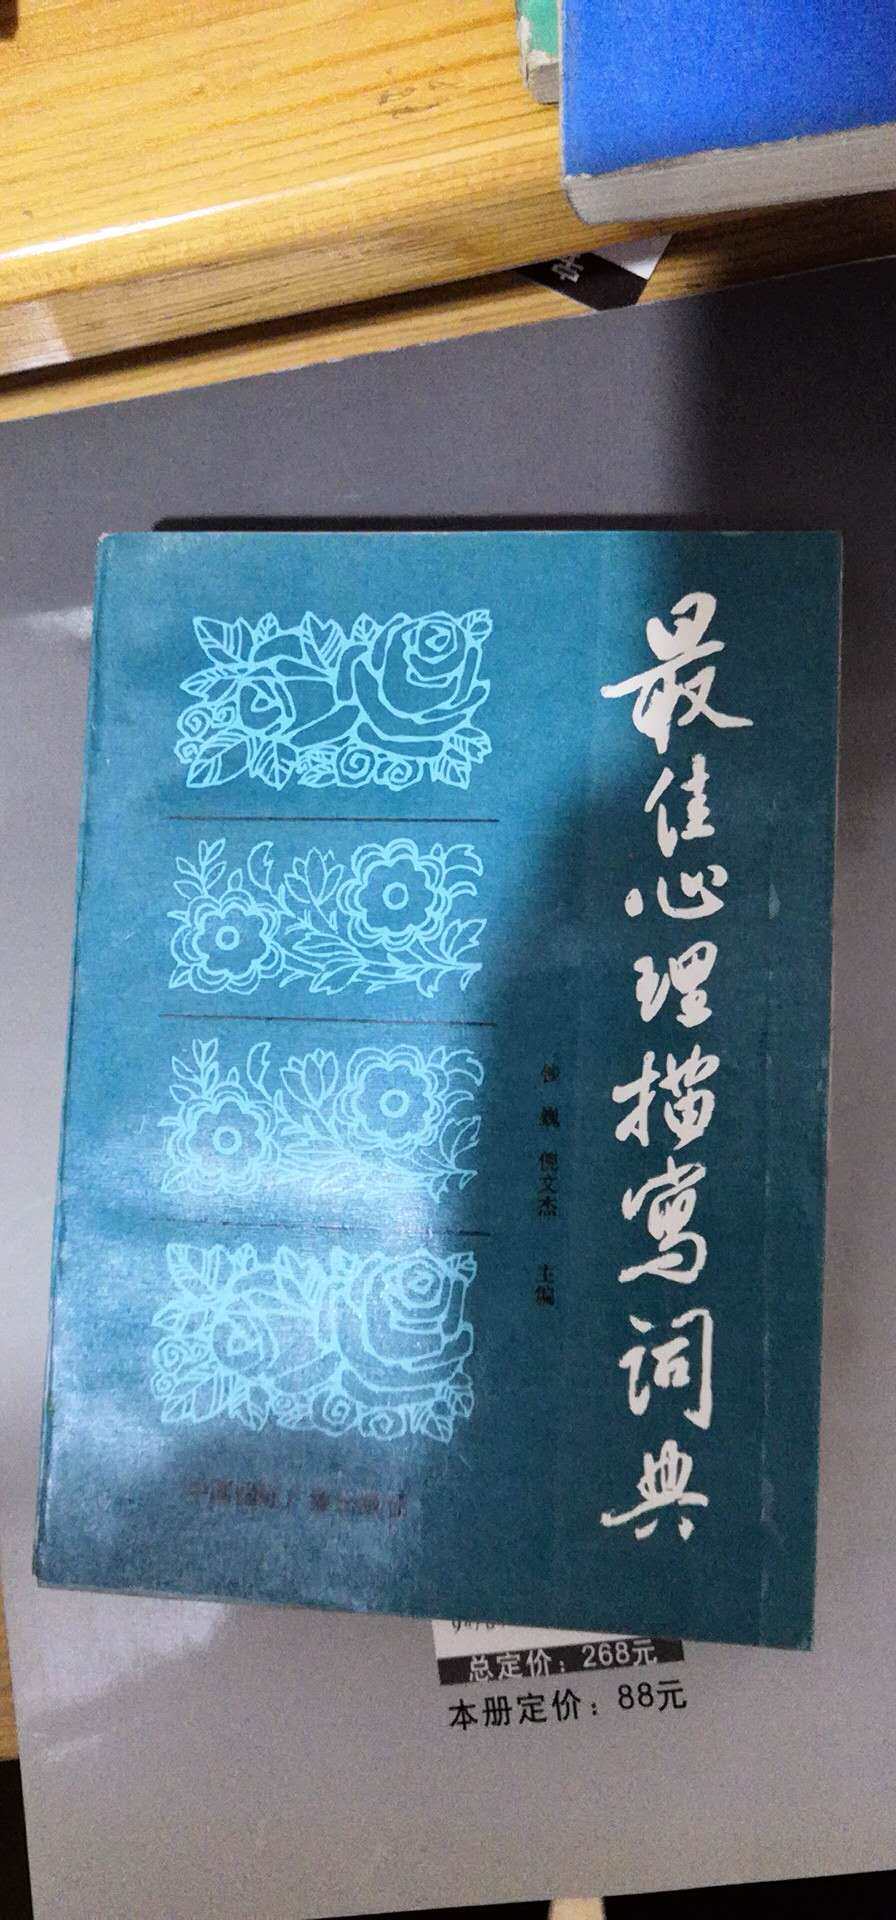 最佳心理描寫词典
倪文杰 主编
总定价：268元
本册定价：88元